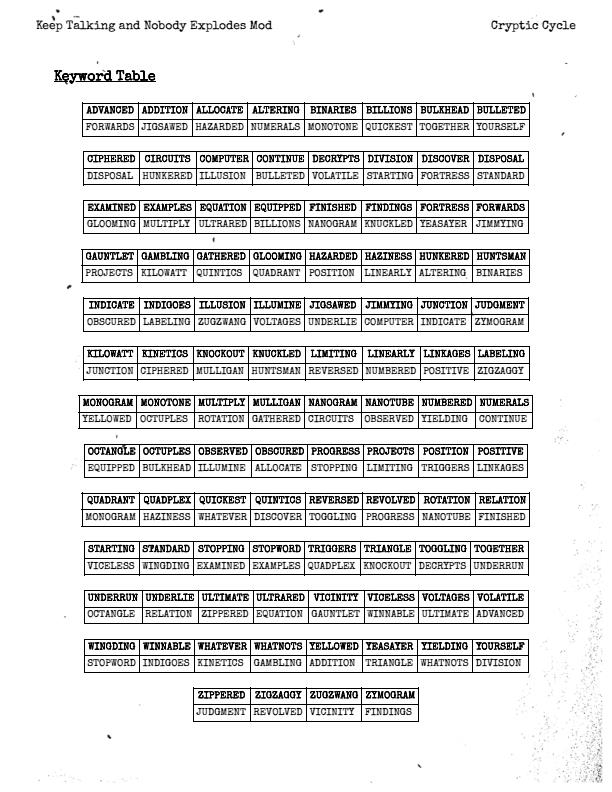 Keep Talking and Nobody Explodes Mod Cryptic Cycle
Keyword Table
ADVANCED ADDITION ALLOCATE ALTERING BINARIES BILLIONS BULKHEAD BULLETED
FORWARDS JIGSAWED HAZARDED NUMERALS MONOTONE QUICKEST TOGETHER YOURSELF
CIPHERED CIRCUITS COMPUTER CONTINUE DECRYPTS DIVISION DISCOVER DISPOSAL
DISPOSAL HUNKERED ILLUSION BULLETED VOLATILE STARTING FORTRESS STANDARD
EXAMINED EXAMPLES EQUATION EQUIPPED FINISHED FINDINGS FORTRESS FORWARDS
GLOOMING MULTIPLY ULTRARED BILLIONS NANOGRAM KNUCKLED YEASAYER JIMMYING
GAUNTLET GAMBLING GATHERED GLOOMING HAZARDED HAZINESS HUNKERED HUNTSMAN
PROJECTS KILOWATT QUINTICS QUADRANT POSITION LINEARLY ALTERING BINARIES
INDICATE INDIGOES ILLUSION ILLUMINE JIGSAWED JIMMYING JUNCTION JUDGMENT
OBSCURED LABELING ZUGZWANG VOLTAGES UNDERLIE COMPUTER INDICATE ZYMOGRAM
KILOWATT KINETICS KNOCKOUT KNUCKLED LIMITING LINEARLY LINKAGES LABELING
JUNCTION CIPHERED MULLIGAN HUNTSMAN REVERSED NUMBERED POSITIVE ZIGZAGGY
MONOGRAM MONOTONE MULTIPLY MULLIGAN NANOGRAM NANOTUBE NUMBERED NUMERALS
YELLOWED OCTUPLES ROTATION GATHERED CIRCUITS OBSERVED YIELDING CONTINUE
OCTANGLE OCTUPLES OBSERVED OBSCURED PROGRESS PROJECTS POSITION POSITIVE
EQUIPPED BULKHEAD ILLUMINE ALLOCATE STOPPING LIMITING TRIGGERS LINKAGES
QUADRANT QUADPLEX QUICKEST QUINTICS REVERSED REVOLVED ROTATION RELATION
MONOGRAM HAZINESS WHATEVER DISCOVER TOGGLING PROGRESS NANOTUBE FINISHED
STARTING STANDARD STOPPING STOPWORD TRIGGERS TRIANGLE TOGGLING TOGETHER
VICELESS WINGDING EXAMINED EXAMPLES QUADPLEX KNOCKOUT DECRYPTS UNDERRUN
UNDERRUN UNDERLIE ULTIMATE ULTRARED VICINITY VICELESS VOLTAGES VOLATILE
OCTANGLE RELATION ZIPPERED EQUATION GAUNTLET WINNABLE ULTIMATE ADVANCED
WINGDING WINNABLE WHATEVER WHATNOTS YELLOWED YEASAYER YIELDING YOURSELF
STOPWORD INDIGOES KINETICS GAMBLING ADDITION TRIANGLE WHATNOTS DIVISION
ZIPPERED ZIGZAGGY ZUGZWANG ZYMOGRAM
JUDGMENT REVOLVED VICINITY FINDINGS